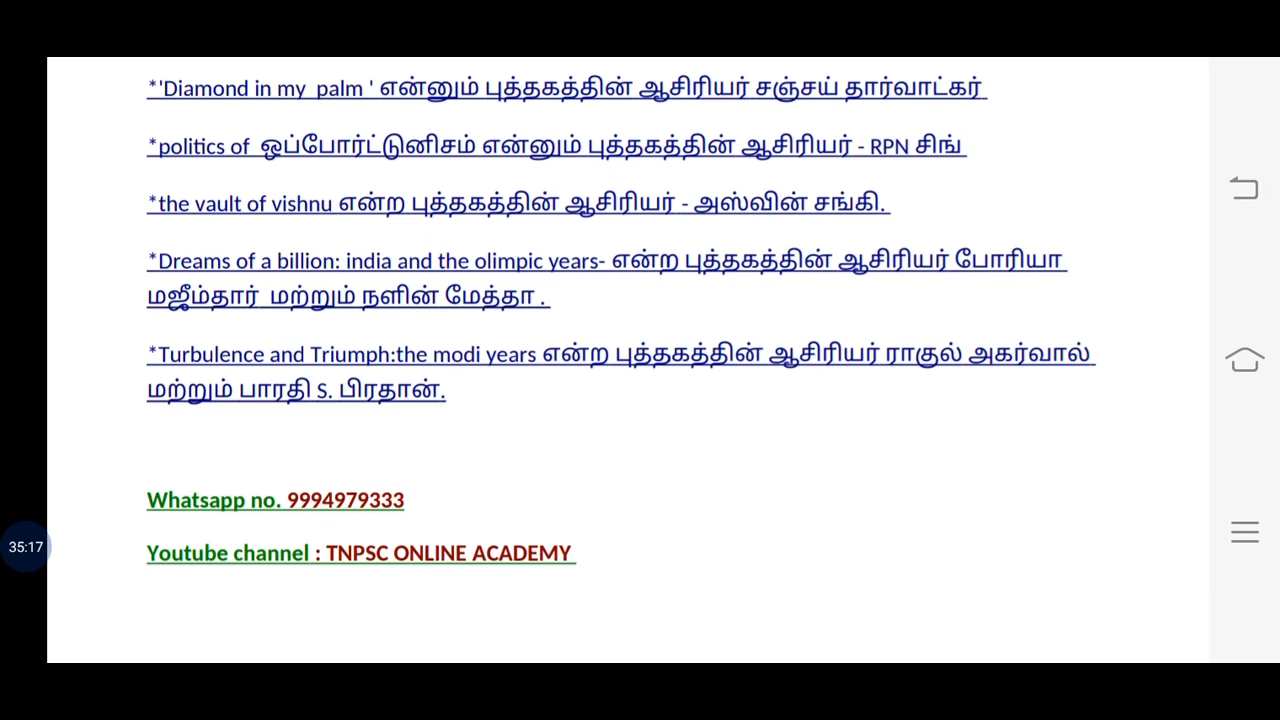 *'Diamond in my palm ' என்னும் புத்தகத்தின் ஆசிரியர் சஞ்சய் தார்வாட்கர்
*politics of ஒப்போர்ட்டுனிசம் என்னும் புத்தகத்தின் ஆசிரியர் - RPN சிங்
*the vault of vishnu என்ற புத்தகத்தின் ஆசிரியர் - அஸ்வின் சங்கி.
*Dreams of a billion: india and the olimpic years- என்ற புத்தகத்தின் ஆசிரியர் போரியா
மஜீம்தார் மற்றும் நளின் மேத்தா .
*Turbulence and Triumph:the modi years என்ற புத்தகத்தின் ஆசிரியர் ராகுல் அகர்வால்
மற்றும் பாரதி S. பிரதான்.
Whatsapp no. 9994979333
35:17
Youtube channel : TNPSC ONLINE ACADEMY